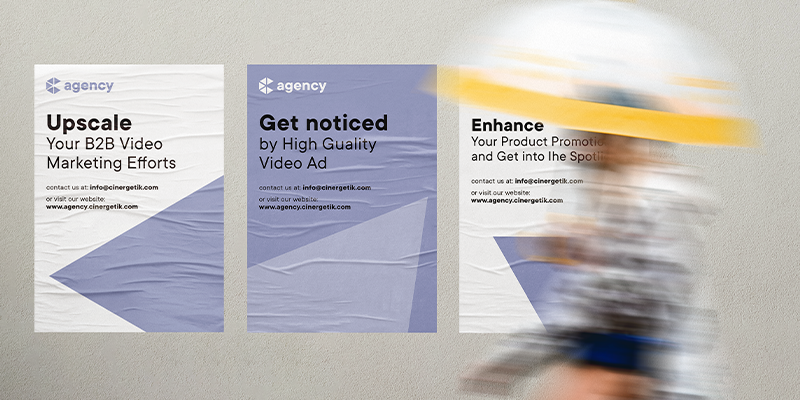 agency
Upscale
Your B2B Video
Marketing Efforts
contact us at: info@cinergetik.com
or visit our website:
www.agency.cinergetik.com
agency
Get noticed
by High Guality
Video Ad
contact us at: info@cinergetik.com
or visit our website:
www.agency.cinergetik.com
Enhance
Your Product
and Get into Ihe
contact us at: info@cinergetik.com
or visit our website:
www.agency.cinergetik.com